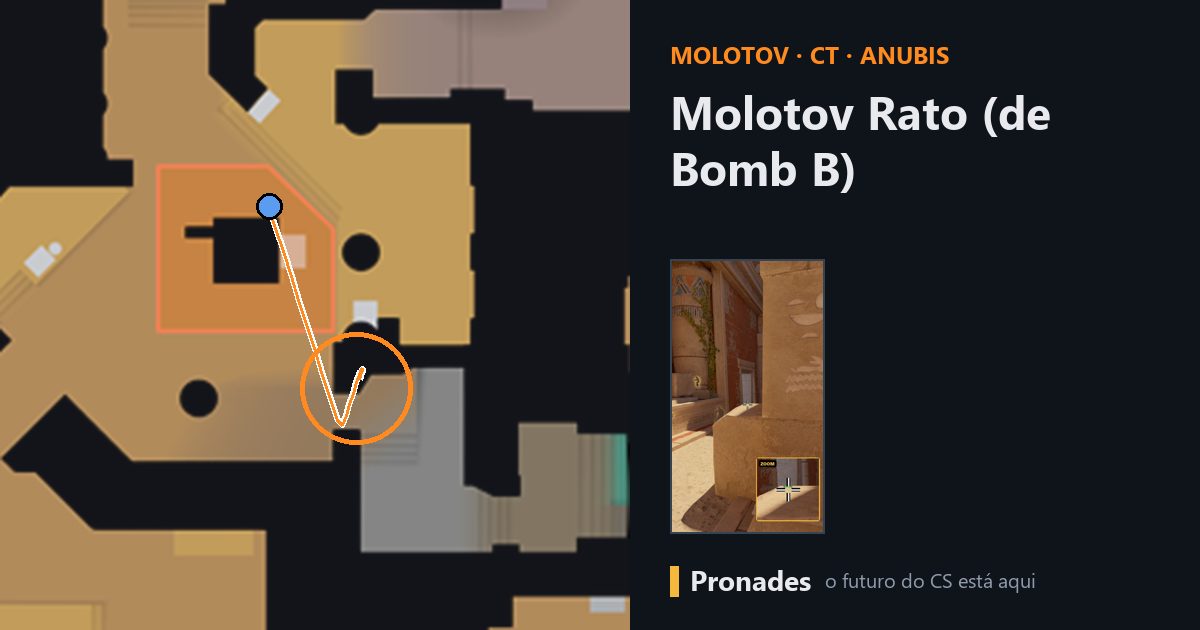 MOLOTOV · CT · ANUBIS
Molotov Rato (de
Bomb B)
ZOOM
Pronades o futuro do CS está aqui